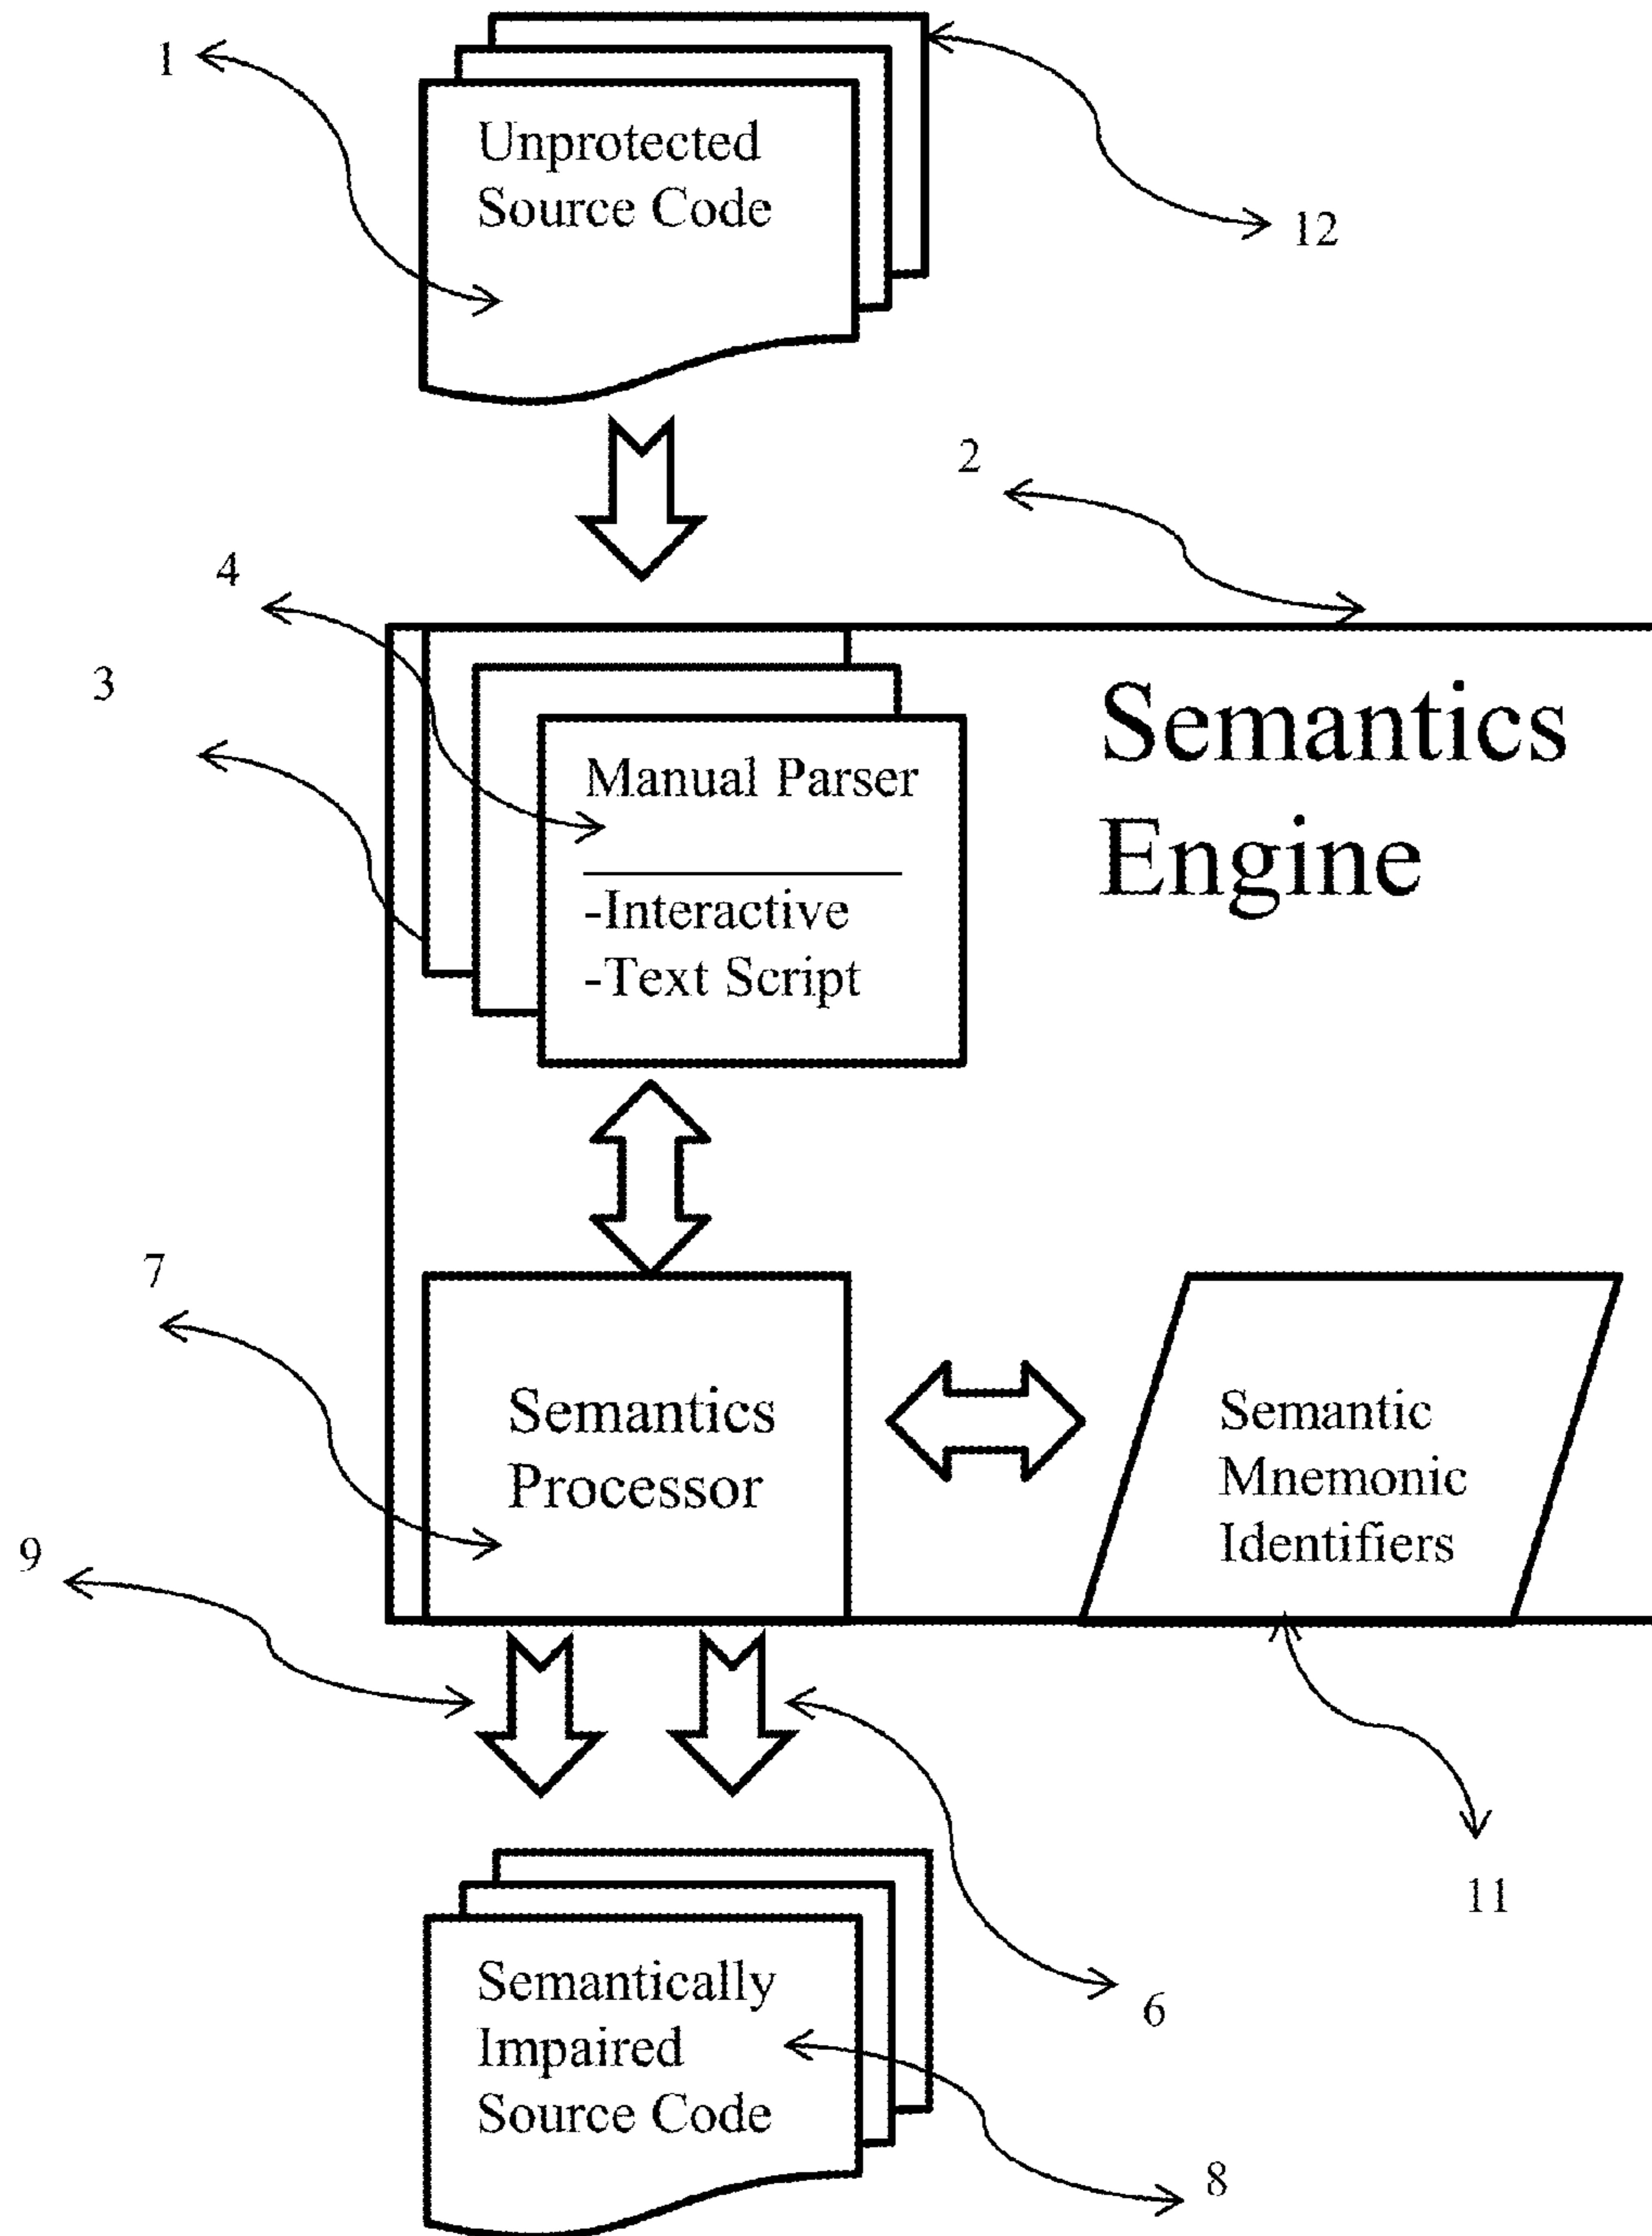 1
Unprotected
Source Code
12
2
4
3
Semantics
Engine
Manual Parser
-Interactive
-Text Script
7
Semantics
Processor
Semantic
Mnemonic
Identifiers
9
11
6
Semantically
Impaired
Source Code
8